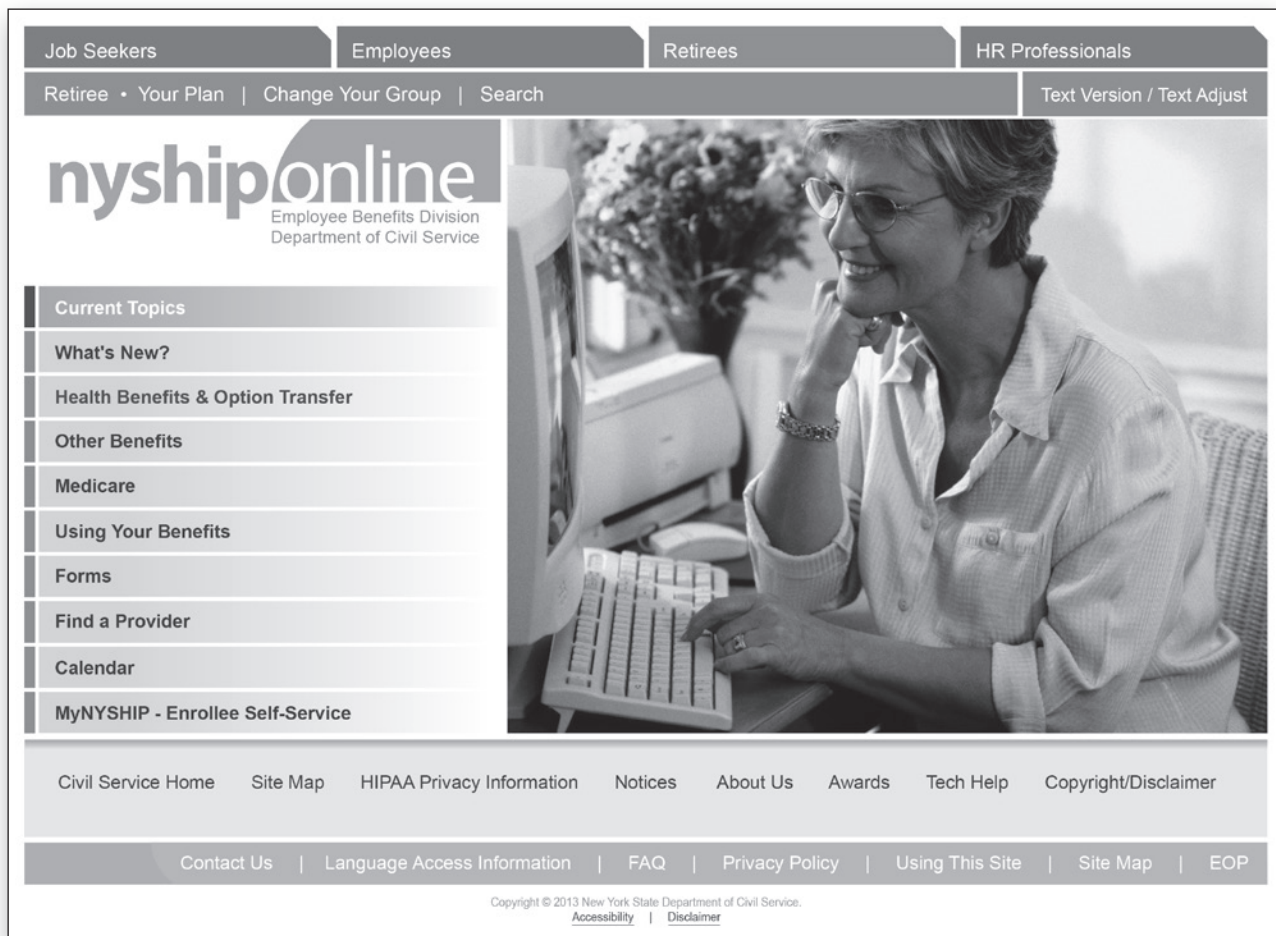 Job Seekers Employees Retirees HR Professionals
Retiree • Your Plan | Change Your Group | Search Text Version / Text Adjust
nyship online
Employee Benefits Division
Department of Civil Service
Current Topics
What's New?
Health Benefits & Option Transfer
Other Benefits
Medicare
Using Your Benefits
Forms
Find a Provider
Calendar
MyNYSHIP - Enrollee Self-Service
Civil Service Home Site Map HIPAA Privacy Information Notices About Us Awards Tech Help Copyright/Disclaimer
Contact Us | Language Access Information | FAQ | Privacy Policy | Using This Site | Site Map | EOP
Copyright © 2013 New York State Department of Civil Service.
Accessibility | Disclaimer